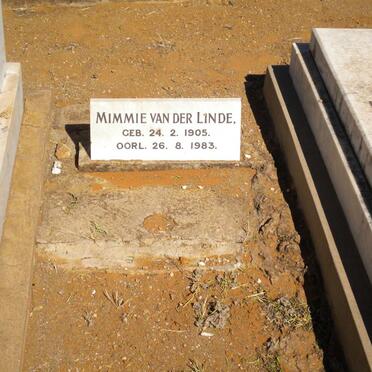 MIMMIE VAN DER LINDE,
GEB. 24. 2. 1905.
OORL. 26. 8. 1983.